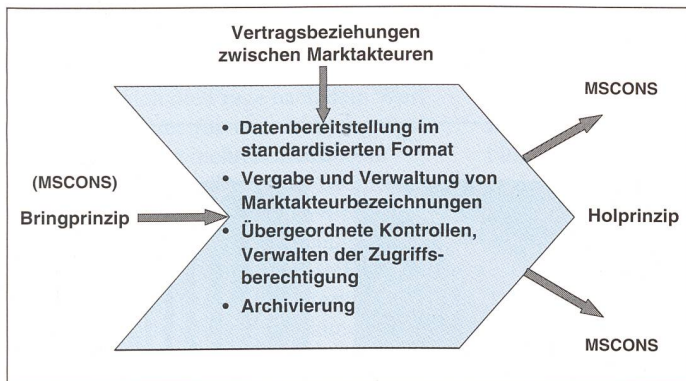 Vertragsbeziehungen
zwischen Marktakteuren
MSCONS
• Datenbereitstellung im
standardisierten Format
(MSCONS)
• Vergabe und Verwaltung von
Marktakteurbezeichnungen
Bringprinzip
Holprinzip
• Übergeordnete Kontrollen,
Verwalten der Zugriffs-
berechtigung
• Archivierung
MSCONS